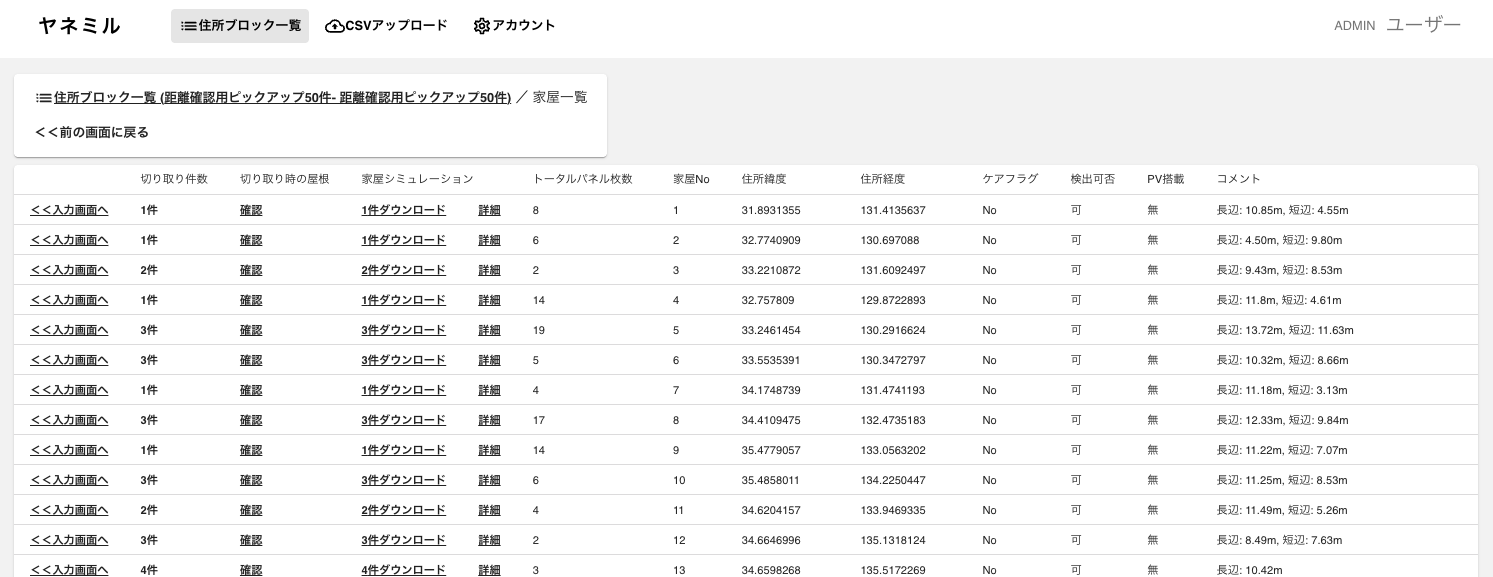 ヤネミル 住所ブロック一覧 CSVアップロード アカウント ADMIN ユーザー
住所ブロック一覧 (距離確認用ピックアップ50件- 距離確認用ピックアップ50件) ／ 家屋一覧
<<前の画面に戻る
切り取り件数 切り取り時の屋根 家屋シミュレーション トータルパネル枚数 家屋No 住所緯度 住所経度 ケアフラグ 検出可否 PV搭載 コメント
<<入力画面へ 1件 確認 1件ダウンロード 詳細 8 1 31.8931355 131.4135637 No 可 無 長辺: 10.85m, 短辺: 4.55m
<<入力画面へ 1件 確認 1件ダウンロード 詳細 6 2 32.7740909 130.697088 No 可 無 長辺: 4.50m, 短辺: 9.80m
<<入力画面へ 2件 確認 2件ダウンロード 詳細 2 3 33.2210872 131.6092497 No 可 無 長辺: 9.43m, 短辺: 8.53m
<<入力画面へ 1件 確認 1件ダウンロード 詳細 14 4 32.757809 129.8722893 No 可 無 長辺: 11.8m, 短辺: 4.61m
<<入力画面へ 3件 確認 3件ダウンロード 詳細 19 5 33.2461454 130.2916624 No 可 無 長辺: 13.72m, 短辺: 11.63m
<<入力画面へ 3件 確認 3件ダウンロード 詳細 5 6 33.5535391 130.3472797 No 可 無 長辺: 10.32m, 短辺: 8.66m
<<入力画面へ 1件 確認 1件ダウンロード 詳細 4 7 34.1748739 131.4741193 No 可 無 長辺: 11.18m, 短辺: 3.13m
<<入力画面へ 3件 確認 3件ダウンロード 詳細 17 8 34.4109475 132.4735183 No 可 無 長辺: 12.33m, 短辺: 9.84m
<<入力画面へ 1件 確認 1件ダウンロード 詳細 14 9 35.4779057 133.0563202 No 可 無 長辺: 11.22m, 短辺: 7.07m
<<入力画面へ 3件 確認 3件ダウンロード 詳細 6 10 35.4858011 134.2250447 No 可 無 長辺: 11.25m, 短辺: 8.53m
<<入力画面へ 2件 確認 2件ダウンロード 詳細 4 11 34.6204157 133.9469335 No 可 無 長辺: 11.49m, 短辺: 5.26m
<<入力画面へ 3件 確認 3件ダウンロード 詳細 2 12 34.6646996 135.1318124 No 可 無 長辺: 8.49m, 短辺: 7.63m
<<入力画面へ 4件 確認 4件ダウンロード 詳細 3 13 34.6598268 135.5172269 No 可 無 長辺: 10.42m